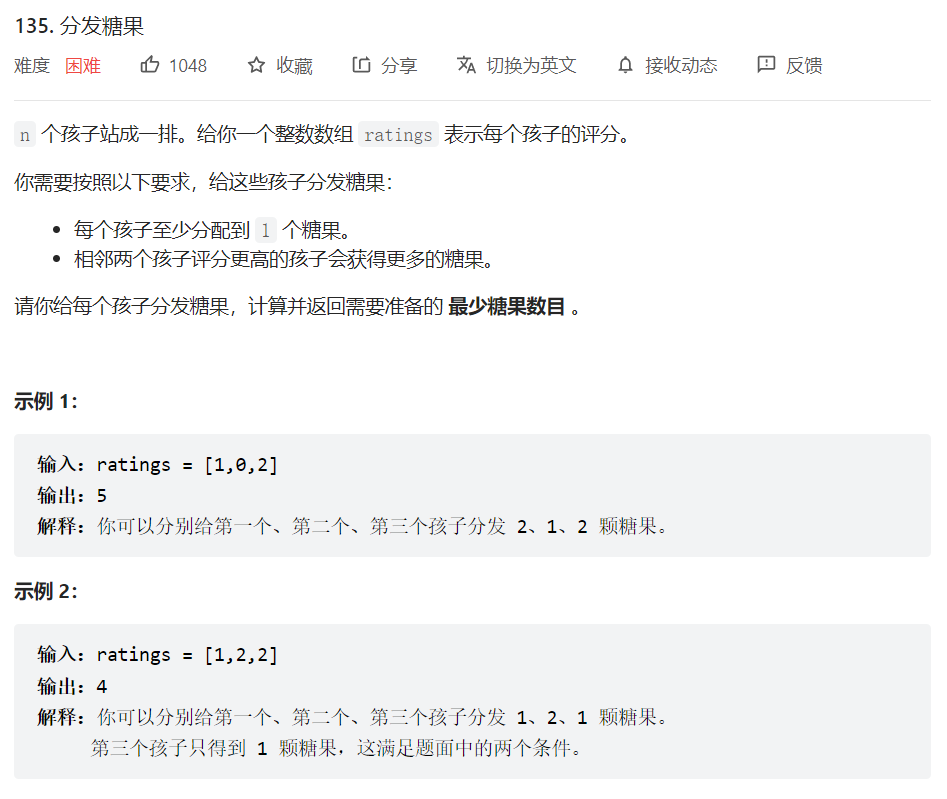 135. 分发糖果
难度 困难 1048 收藏 分享 切换为英文 接收动态 反馈
n 个孩子站成一排。给你一个整数数组 ratings 表示每个孩子的评分。
你需要按照以下要求，给这些孩子分发糖果：
• 每个孩子至少分配到 1 个糖果。
• 相邻两个孩子评分更高的孩子会获得更多的糖果。
请你给每个孩子分发糖果，计算并返回需要准备的 最少糖果数目 。
示例 1：
输入：ratings = [1,0,2]
输出：5
解释：你可以分别给第一个、第二个、第三个孩子分发 2、1、2 颗糖果。
示例 2：
输入：ratings = [1,2,2]
输出：4
解释：你可以分别给第一个、第二个、第三个孩子分发 1、2、1 颗糖果。
第三个孩子只得到 1 颗糖果，这满足题面中的两个条件。